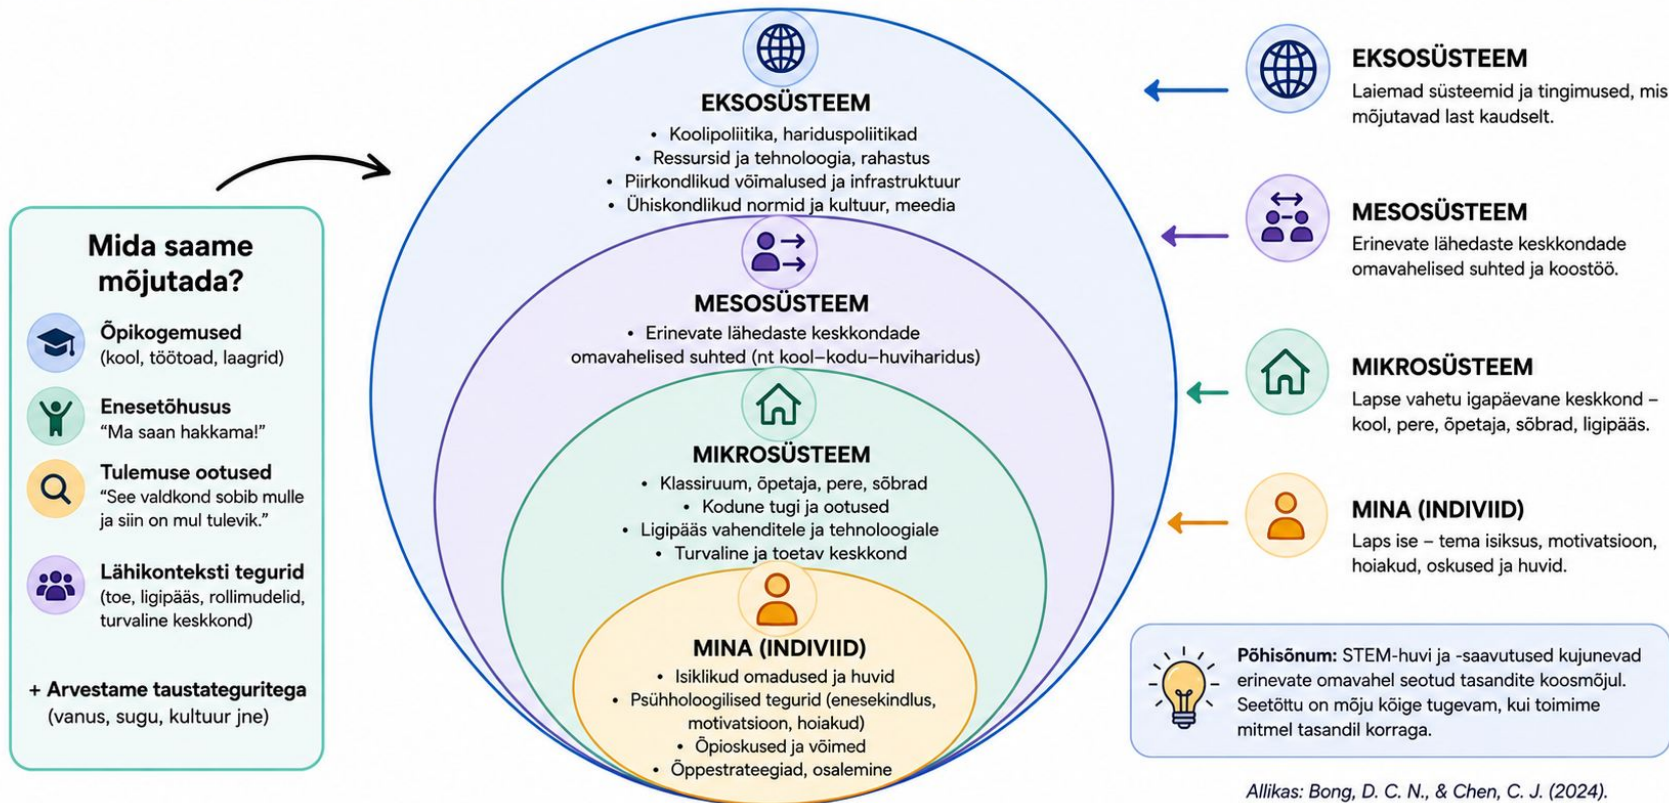 Mida saame
mõjutada?
Õpikogemused
(kool, töötoad, laagrid)
Enesetõhusus
“Ma saan hakkama!”
Tulemuse ootused
“See valdkond sobib mulle
ja siin on mul tulevik.”
Lähikonteksti tegurid
(toe, ligipääs, rollimudelid,
turvaline keskkond)
+ Arvestame taustateguritega
(vanus, sugu, kultuur jne)
EKSOSÜSTEEM
• Koolipoliitika, hariduspoliitikad
• Ressursid ja tehnoloogia, rahastus
• Piirkondlikud võimalused ja infrastruktuur
• Ühiskondlikud normid ja kultuur, meedia
MESOSÜSTEEM
• Erinevate lähedaste keskkondade
omavahelised suhted (nt kool–kodu–huviharidus)
MIKROSÜSTEEM
• Klassiruum, õpetaja, pere, sõbrad
• Kodune tugi ja ootused
• Ligipääs vahenditele ja tehnoloogiale
• Turvaline ja toetav keskkond
MINA (INDIVIID)
• Isiklikud omadused ja huvid
• Psühholoogilised tegurid (enesekindlus,
motivatsioon, hoiakud)
• Õpioskused ja võimed
• Õppestrateegiad, osalemine
EKSOSÜSTEEM
Laiemad süsteemid ja tingimused, mis
mõjutavad last kaudselt.
MESOSÜSTEEM
Erinevate lähedaste keskkondade
omavahelised suhted ja koostöö.
MIKROSÜSTEEM
Lapse vahetu igapäevane keskkond –
kool, pere, õpetaja, sõbrad, ligipääs.
MINA (INDIVIID)
Laps ise – tema isiksus, motivatsioon,
hoiakud, oskused ja huvid.
Põhisõnum: STEM-huvi ja -saavutused kujunevad
erinevate omavahel seotud tasandite koosmõjul.
Seetõttu on mõju kõige tugevam, kui toimime
mitmel tasandil korraga.
Allikas: Bong, D. C. N., & Chen, C. J. (2024).